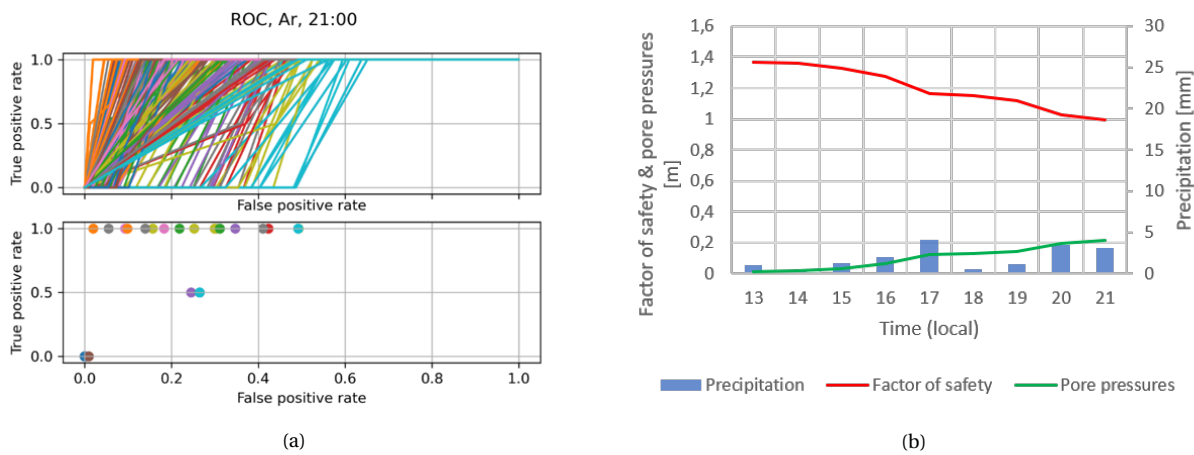 ROC, Ar, 21:00
True positive rate
1.0
0.5
0.0
False positive rate
True positive rate
1.0
0.5
0.0
0.0 0.2 0.4 0.6 0.8 1.0
False positive rate
(a)
Factor of safety & pore pressures
[m]
1,6
1,4
1,2
1
0,8
0,6
0,4
0,2
0
30
25
20
15
10
5
0
Precipitation [mm]
13 14 15 16 17 18 19 20 21
Time (local)
Precipitation Factor of safety Pore pressures
(b)